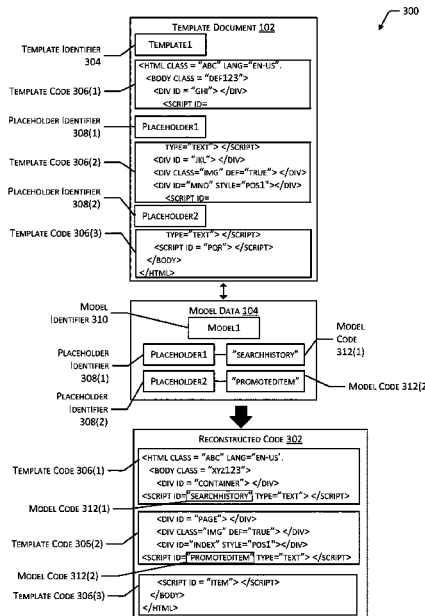 300
TEMPLATE DOCUMENT 102
TEMPLATE IDENTIFIER 304
TEMPLATE1
TEMPLATE CODE 306(1)
<HTML CLASS = "ABC" LANG="EN-US".
<BODY CLASS = "DEF123">
<DIV ID = "GHI"> </DIV>
<SCRIPT ID=
PLACEHOLDER IDENTIFIER 308(1)
PLACEHOLDER1
TEMPLATE CODE 306(2)
TYPE="TEXT"> </SCRIPT>
<DIV ID = "JKL"> </DIV>
<DIV CLASS="IMG" DEF="TRUE"> </DIV>
<DIV ID="MNO" STYLE="POS1"></DIV>
<SCRIPT ID=
PLACEHOLDER IDENTIFIER 308(2)
PLACEHOLDER2
TEMPLATE CODE 306(3)
TYPE="TEXT"> </SCRIPT>
<SCRIPT ID = "PQR"> </SCRIPT>
</BODY>
</HTML>
MODEL DATA 104
MODEL IDENTIFIER 310
MODEL1
PLACEHOLDER IDENTIFIER 308(1)
PLACEHOLDER1
"SEARCHHISTORY"
MODEL CODE 312(1)
PLACEHOLDER IDENTIFIER 308(2)
PLACEHOLDER2
"PROMOTEDITEM"
MODEL CODE 312(2
RECONSTRUCTED CODE 302
TEMPLATE CODE 306(1)
<HTML CLASS = "ABC" LANG="EN-US'.
<BODY CLASS = "XYZ123">
<DIV ID = "CONTAINER"> </DIV>
<SCRIPT ID="SEARCHHISTORY" TYPE="TEXT"> </SCRIPT>
MODEL CODE 312(1)
TEMPLATE CODE 306(2)
<DIV ID = "PAGE"> </DIV>
<DIV CLASS="IMG" DEF="TRUE"> </DIV>
<DIV ID="INDEX" STYLE="POS1"></DIV>
<SCRIPT ID="PROMOTEDITEM" TYPE="TEXT"> </SCRIPT>
MODEL CODE 312(2)
TEMPLATE CODE 306(3)
<SCRIPT ID = "ITEM"> </SCRIPT>
</BODY>
</HTML>